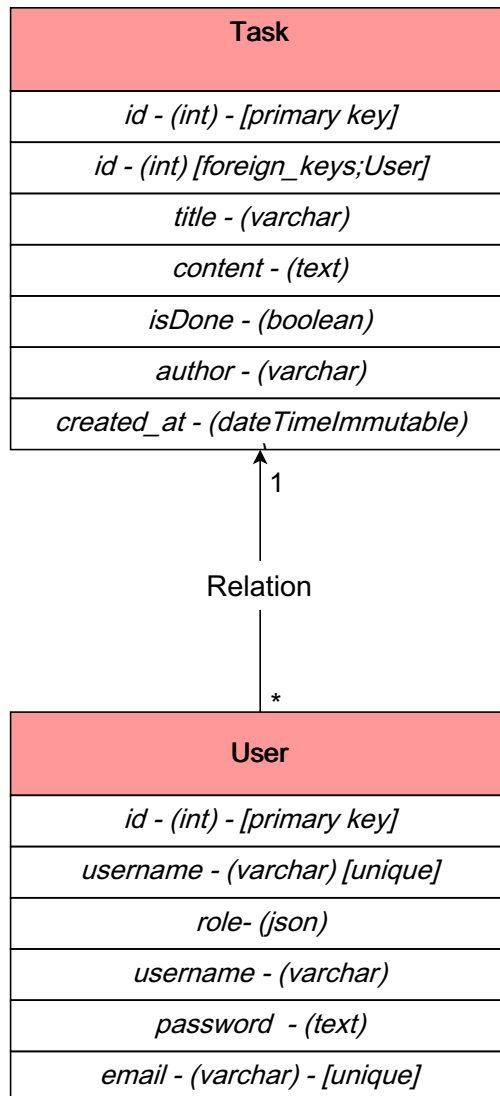 Task
id - (int) - [primary key]
id - (int) [foreign_keys;User]
title - (varchar)
content - (text)
isDone - (boolean)
author - (varchar)
created_at - (dateTimeImmutable)
1
Relation
*
User
id - (int) - [primary key]
username - (varchar) [unique]
role- (json)
username - (varchar)
password - (text)
email - (varchar) - [unique]